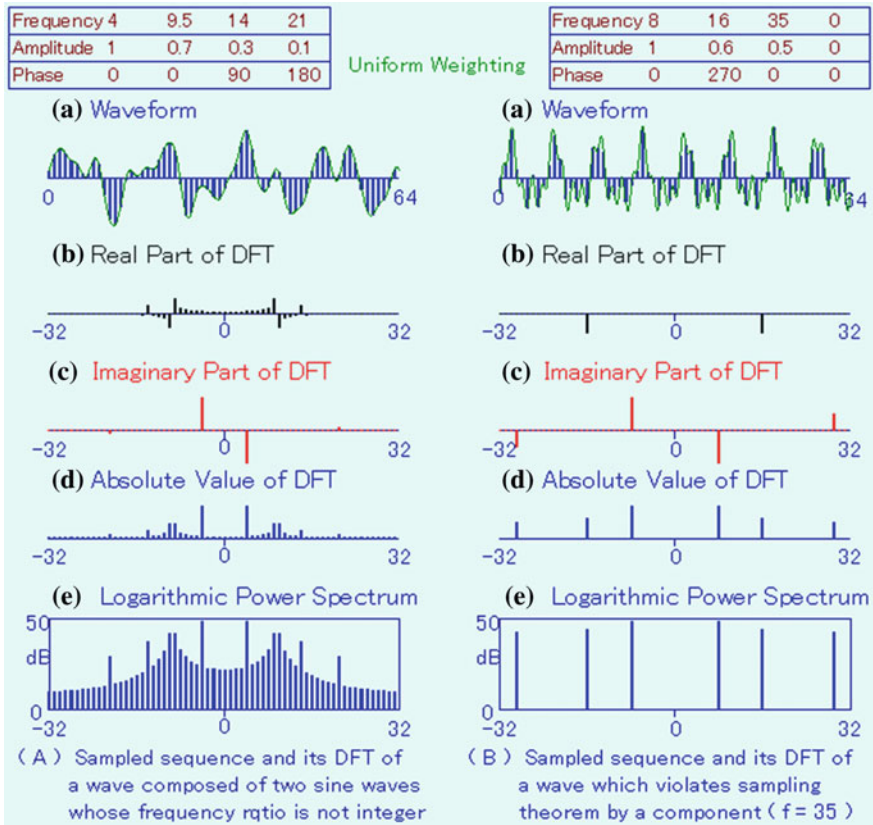 Frequency 4 9.5 14 21
Amplitude 1 0.7 0.3 0.1
Phase 0 0 90 180
Uniform Weighting
Frequency 8 16 35 0
Amplitude 1 0.6 0.5 0
Phase 0 270 0 0
(a) Waveform
0 64
(b) Real Part of DFT
-32 0 32
(c) Imaginary Part of DFT
-32 0 32
(d) Absolute Value of DFT
-32 0 32
(e) Logarithmic Power Spectrum
50
dB
0
-32 0 32
(A) Sampled sequence and its DFT of
a wave composed of two sine waves
whose frequency rqtio is not integer
(a) Waveform
0 64
(b) Real Part of DFT
-32 0 32
(c) Imaginary Part of DFT
-32 0 32
(d) Absolute Value of DFT
-32 0 32
(e) Logarithmic Power Spectrum
50
dB
0
-32 0 32
(B) Sampled sequence and its DFT of
a wave which violates sampling
theorem by a component (f=35)